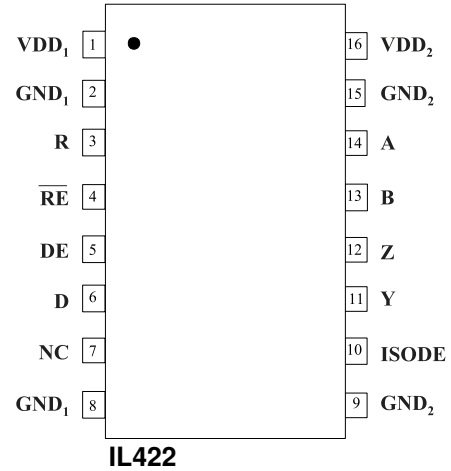 VDD₁ 1 16 VDD₂
GND₁ 2 15 GND₂
R 3 14 A
R̅E̅ 4 13 B
DE 5 12 Z
D 6 11 Y
NC 7 10 ISODE
GND₁ 8 9 GND₂
IL422